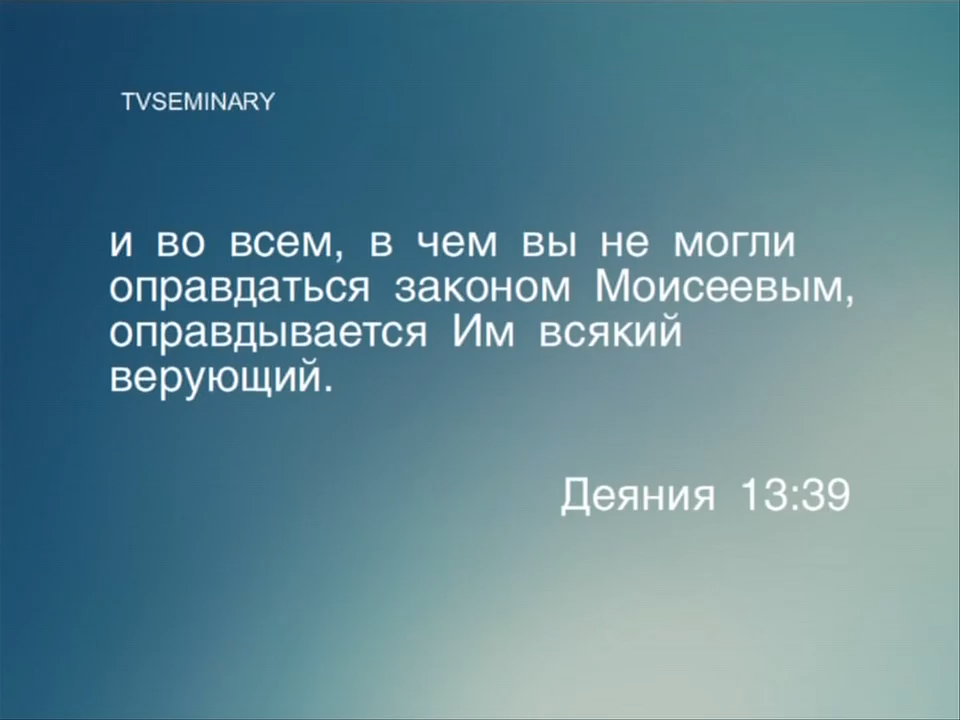 TVSEMINARY
и во всем, в чем вы не могли
оправдаться законом Моисеевым,
оправдывается Им всякий
верующий.
Деяния 13:39